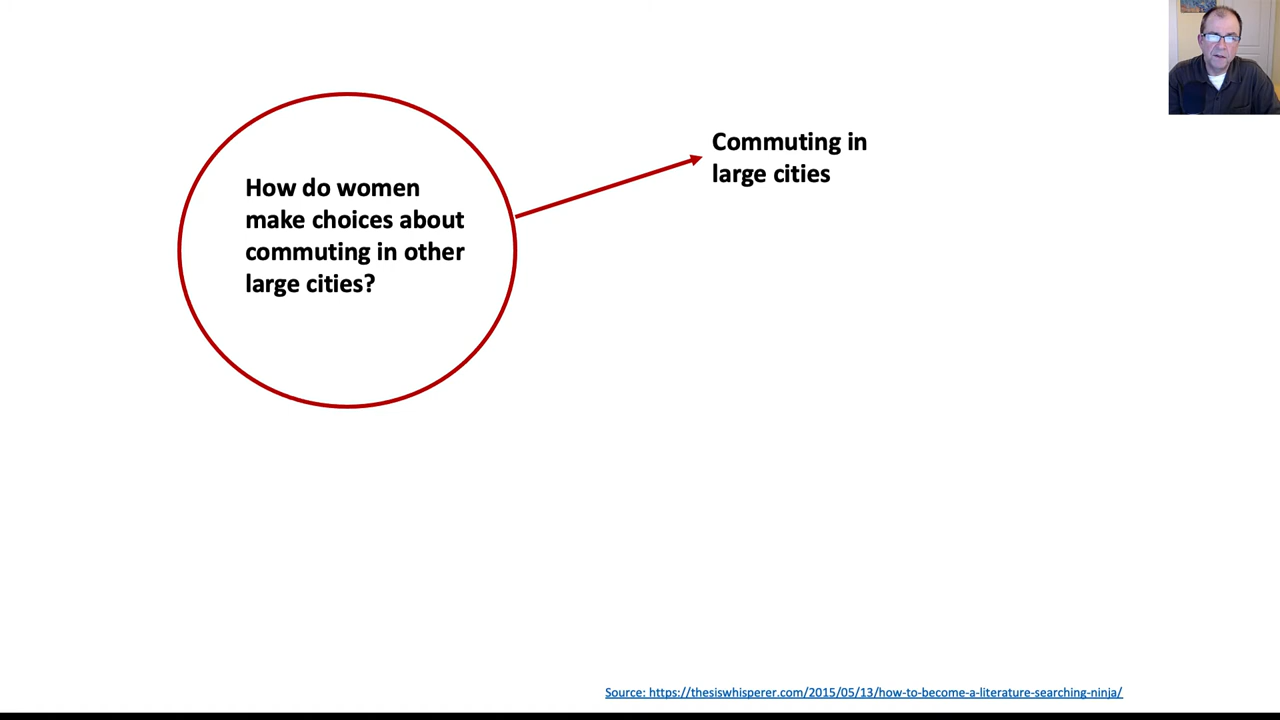 How do women
make choices about
commuting in other
large cities?
Commuting in
large cities
Source: https://thesiswhisperer.com/2015/05/13/how-to-become-a-literature-searching-ninja/